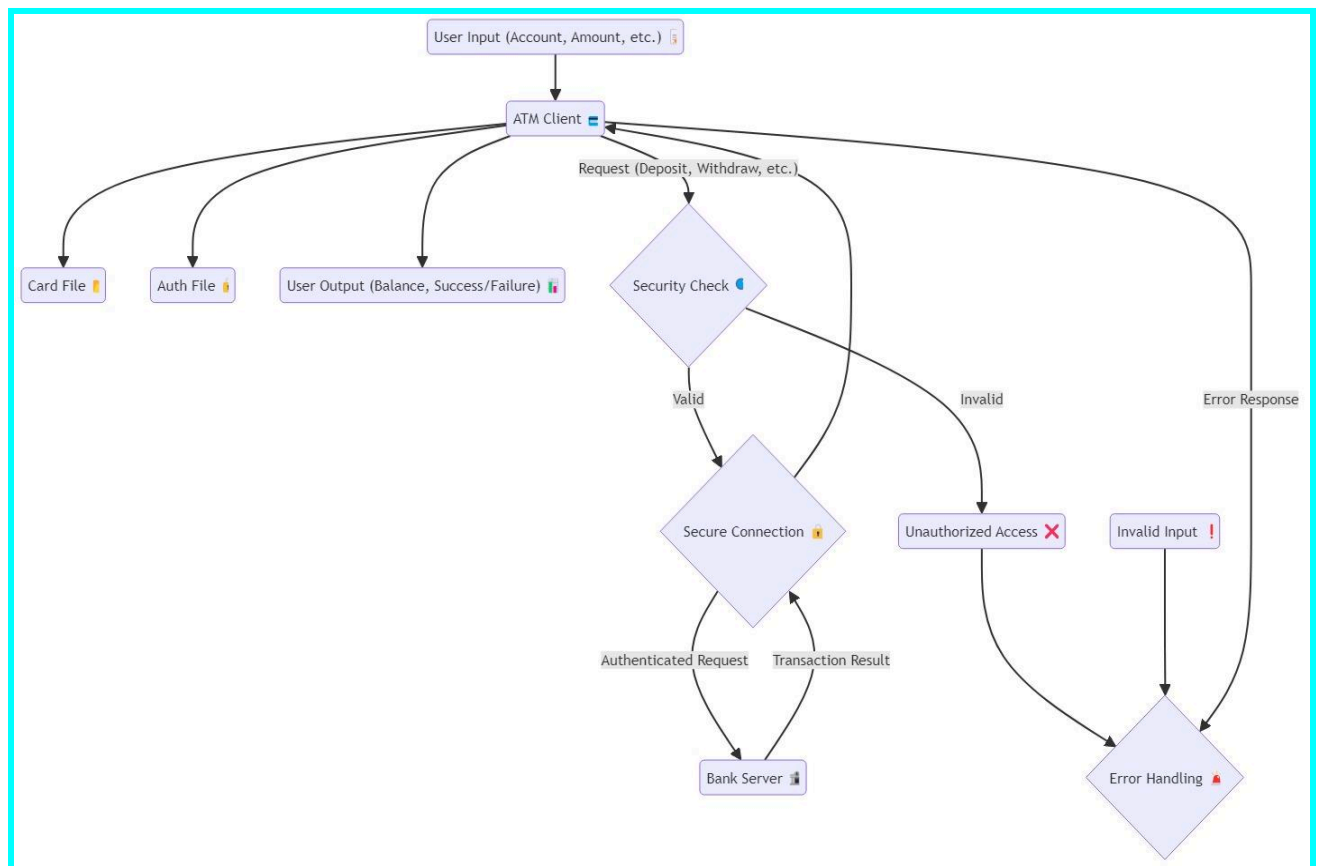 User Input (Account, Amount, etc.)
ATM Client
Request (Deposit, Withdraw, etc.)
Card File
Auth File
User Output (Balance, Success/Failure)
Security Check
Valid
Invalid
Error Response
Secure Connection
Unauthorized Access
Invalid Input
Authenticated Request
Transaction Result
Bank Server
Error Handling